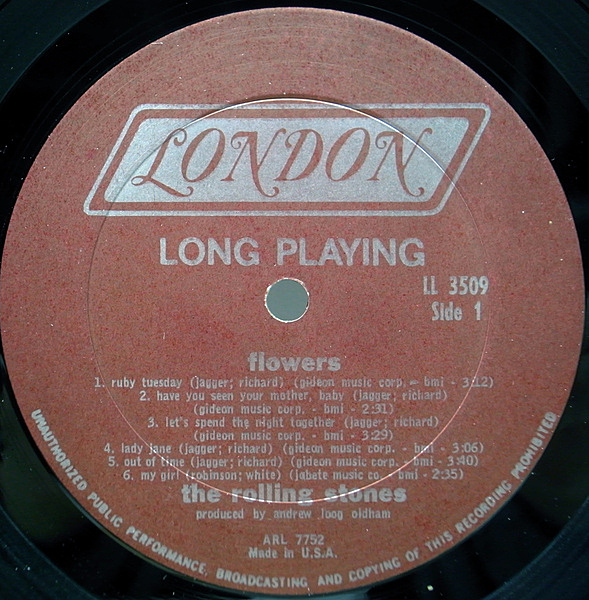 LONDON
LONG PLAYING
LL 3509
Side 1
flowers
1. ruby tuesday (jagger; richard) (gideon music corp. - bmi - 3:12)
2. have you seen your mother, baby (jagger; richard)
(gideon music corp. - bmi - 2:31)
3. let's spend the night together (jagger; richard)
(gideon music corp. - bmi - 3:29)
4. lady jane (jagger; richard) (gideon music corp. - bmi - 3:06)
5. out of time (jagger; richard) (gideon music corp. - bmi - 3:40)
6. my girl (robinson; white) (jobete music co. - bmi - 2:35)
the rolling stones
produced by andrew loog oldham
ARL 7752
Made in U.S.A.
UNAUTHORIZED PUBLIC PERFORMANCE, BROADCASTING AND COPYING OF THIS RECORDING PROHIBITED